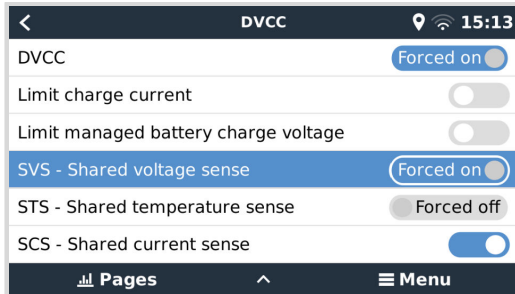 DVCC 15:13
DVCC Forced on
Limit charge current
Limit managed battery charge voltage
SVS - Shared voltage sense Forced on
STS - Shared temperature sense Forced off
SCS - Shared current sense
Pages Menu